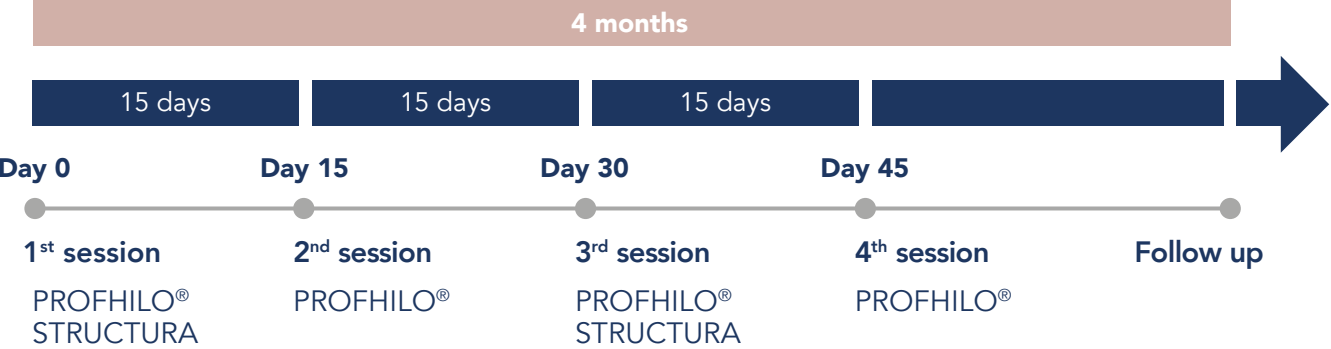 4 months
15 days 15 days 15 days
Day 0 Day 15 Day 30 Day 45
1st session 2nd session 3rd session 4th session Follow up
PROFHILO® PROFHILO® PROFHILO® PROFHILO®
STRUCTURA STRUCTURA